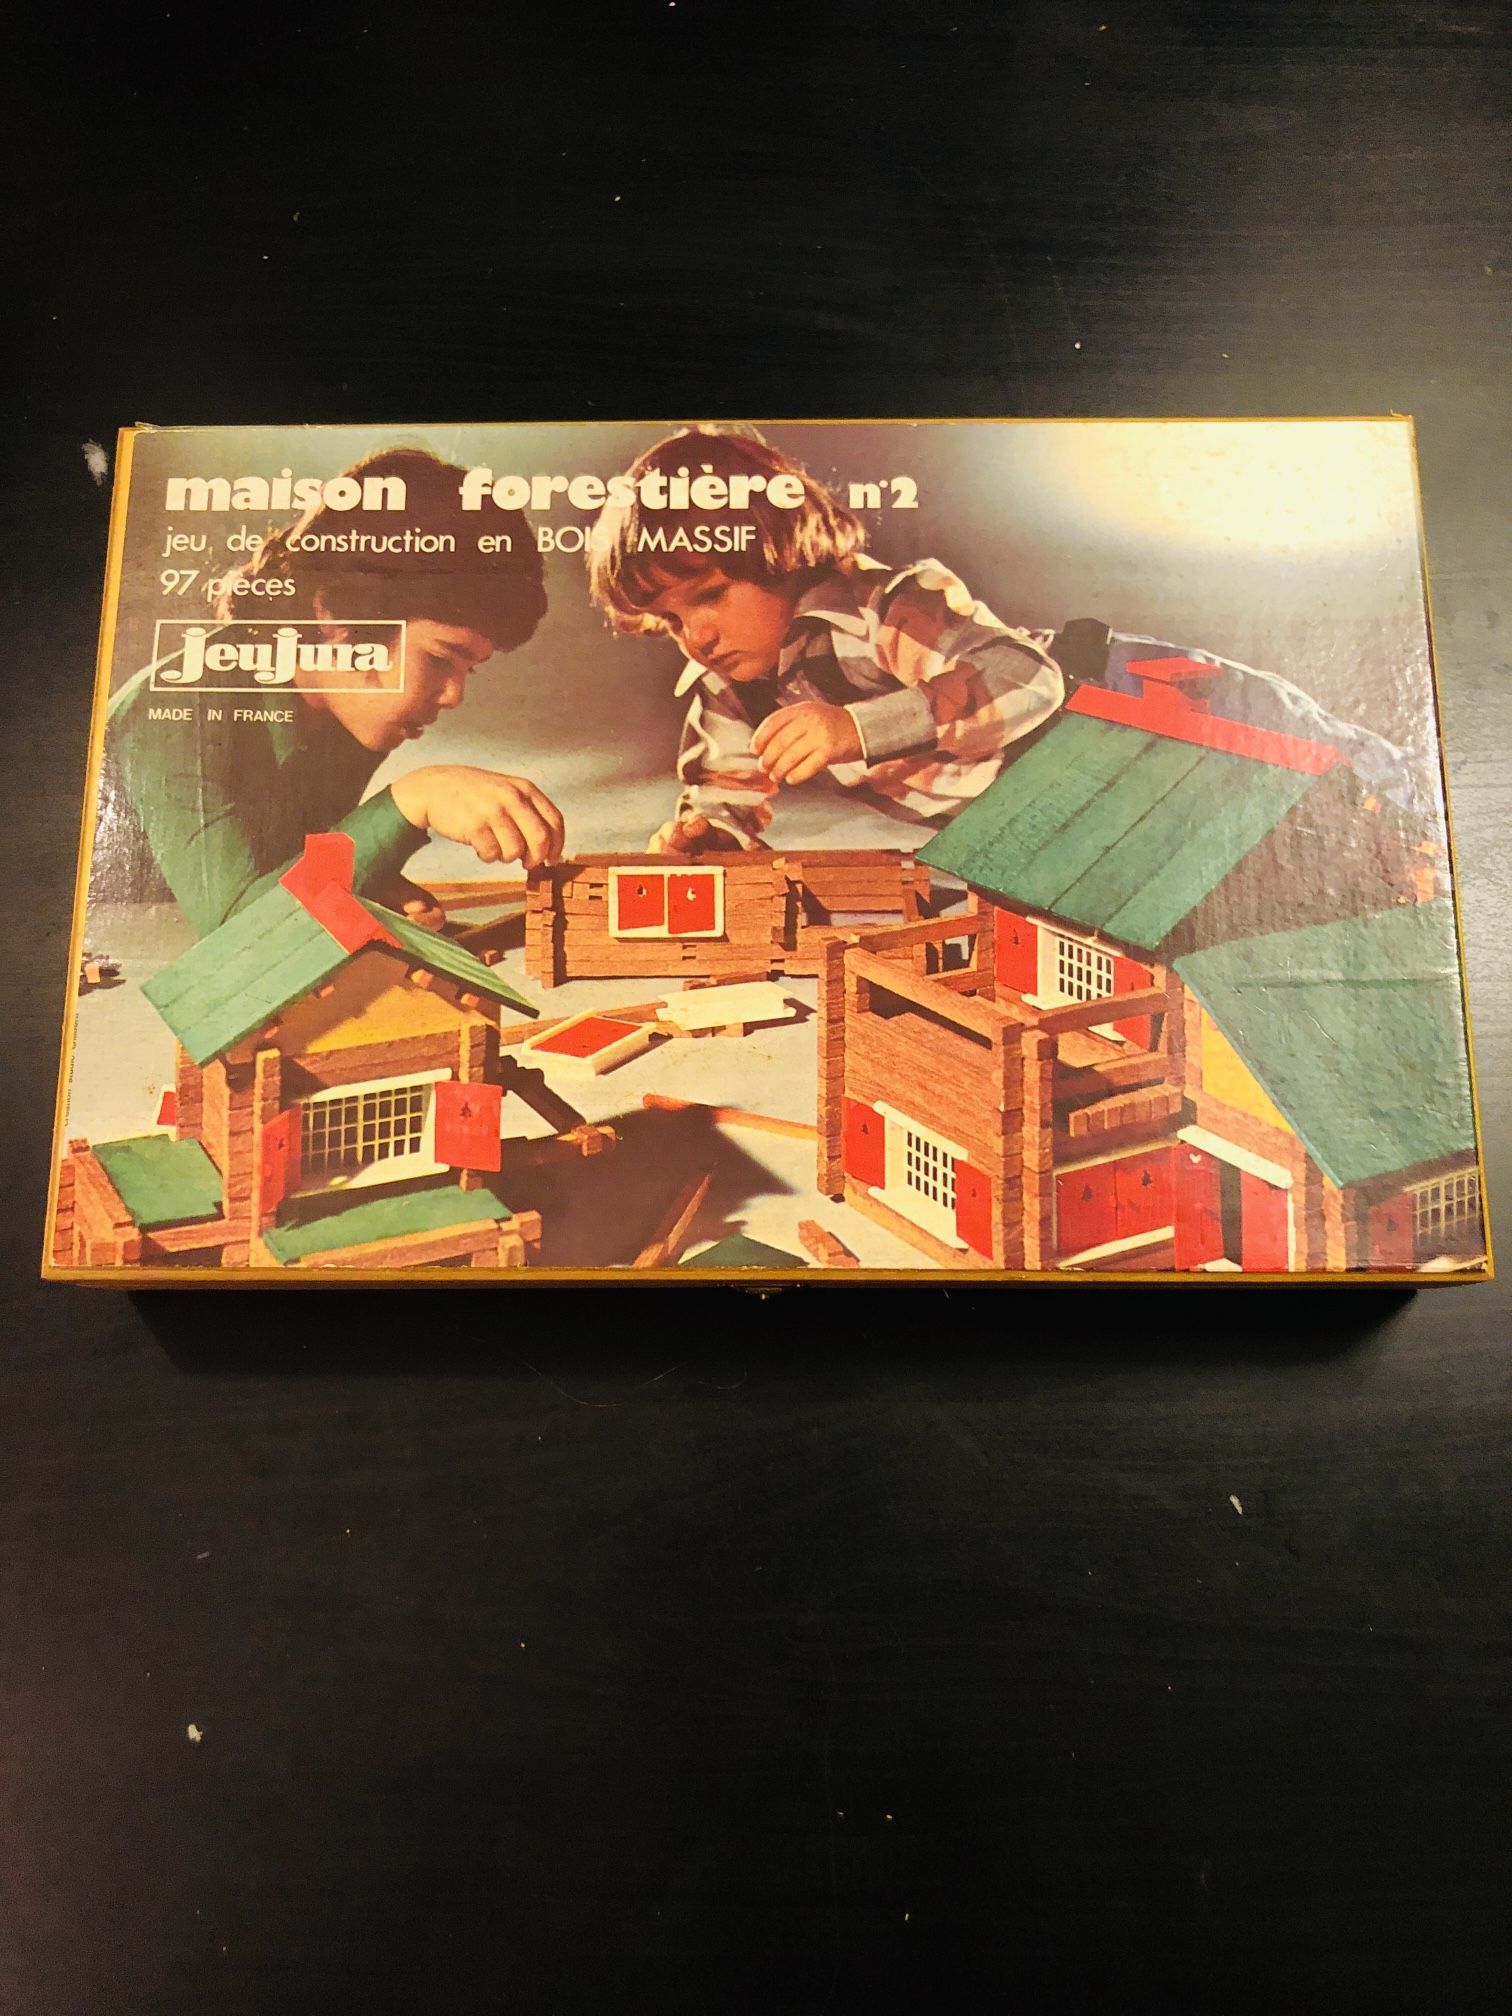 maison forestière n°2
jeu de construction en BOIS MASSIF
97 pièces
jeujura
MADE IN FRANCE